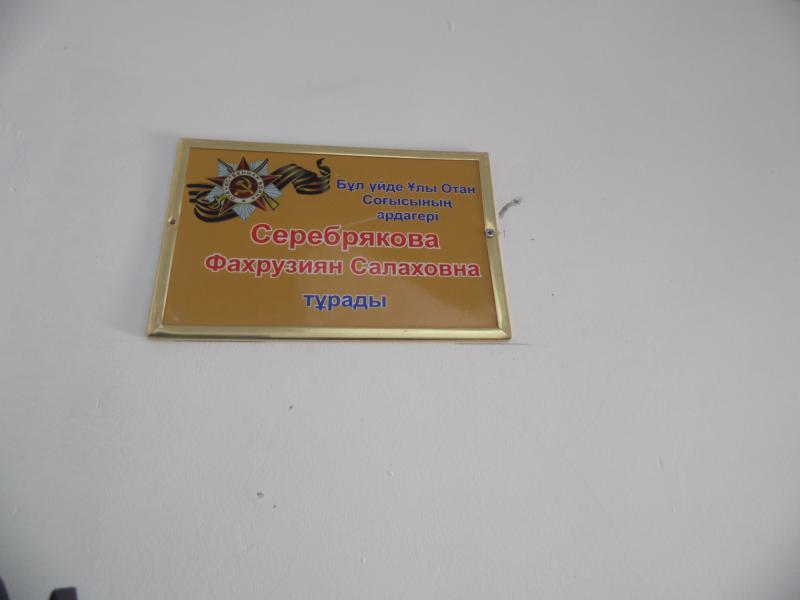 Бұл үйде Ұлы Отан
Соғысының
ардагері
Серебрякова
Фахрузиян Салаховна
тұрады